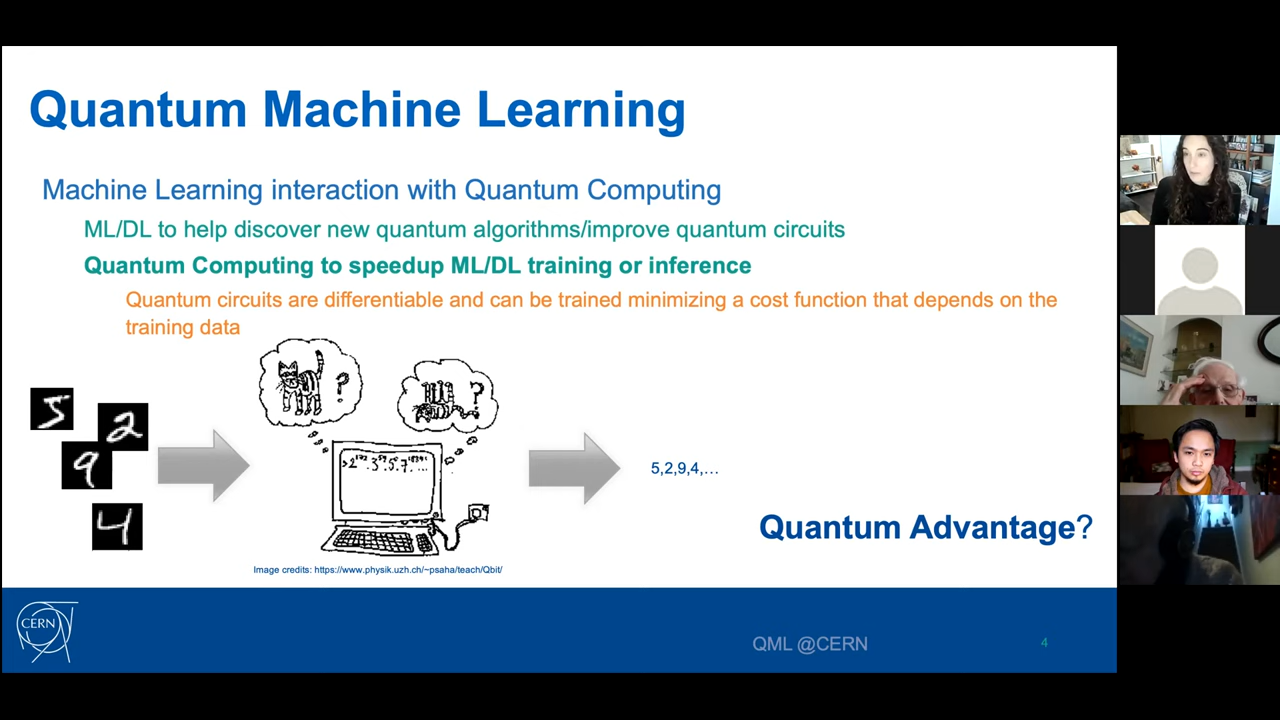 Quantum Machine Learning
Machine Learning interaction with Quantum Computing
ML/DL to help discover new quantum algorithms/improve quantum circuits
Quantum Computing to speedup ML/DL training or inference
Quantum circuits are differentiable and can be trained minimizing a cost function that depends on the
training data
?
?
5
2
9
4
5,2,9,4,…
Quantum Advantage?
Image credits: https://www.physik.uzh.ch/~psaha/teach/Qbit/
CERN
QML @CERN
4